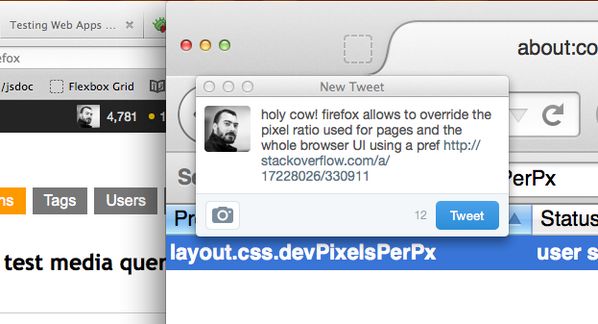 Testing Web Apps ...
about:co
efox
/jsdoc
Flexbox Grid
New Tweet
4,781
1
holy cow! firefox allows to override the
pixel ratio used for pages and the
whole browser UI using a pref http://
stackoverflow.com/a/
17228026/330911
Se
PerPx
ns
Tags
Users
12
Tweet
Pr
Status
layout.css.devPixelsPerPx
user s
test media quer